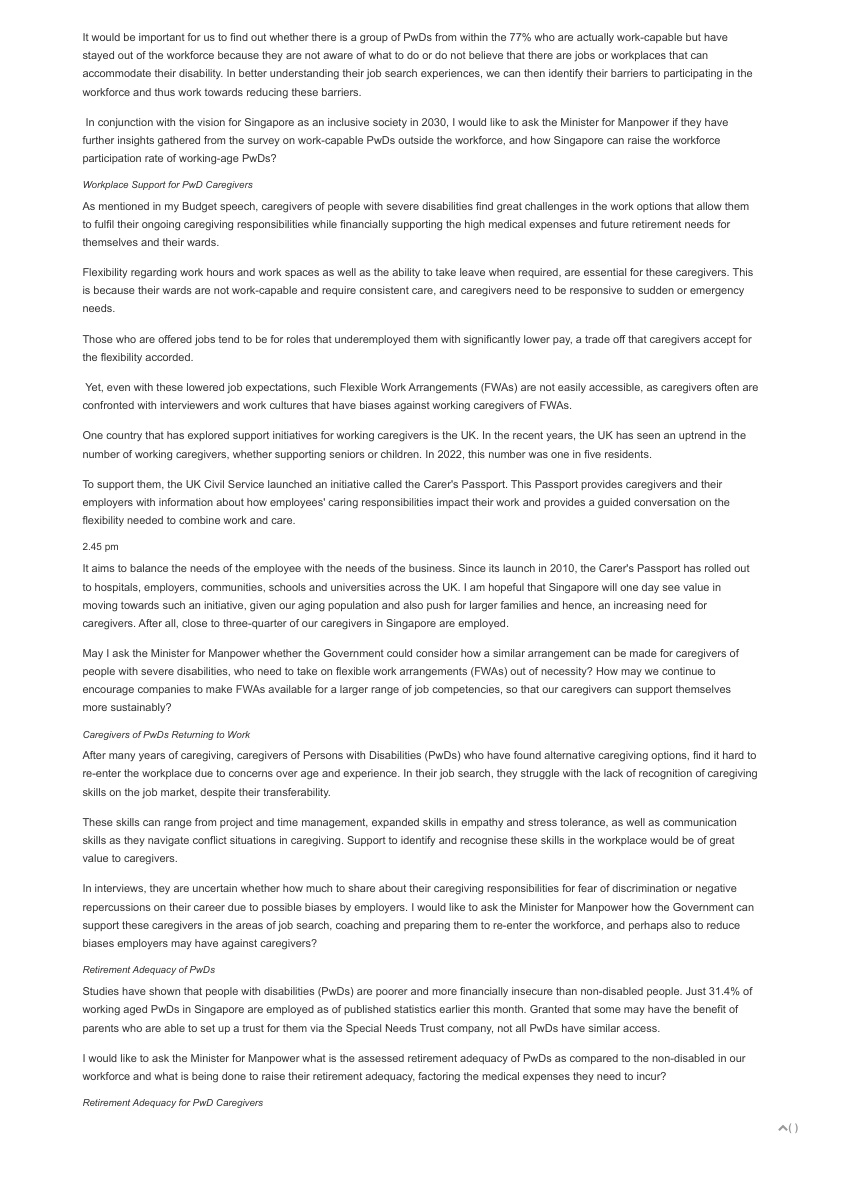 It would be important for us to find out whether there is a group of PwDs from within the 77% who are actually work-capable but have
stayed out of the workforce because they are not aware of what to do or do not believe that there are jobs or workplaces that can
accommodate their disability. In better understanding their job search experiences, we can then identify their barriers to participating in the
workforce and thus work towards reducing these barriers.
In conjunction with the vision for Singapore as an inclusive society in 2030, I would like to ask the Minister for Manpower if they have
further insights gathered from the survey on work-capable PwDs outside the workforce, and how Singapore can raise the workforce
participation rate of working-age PwDs?
Workplace Support for PwD Caregivers
As mentioned in my Budget speech, caregivers of people with severe disabilities find great challenges in the work options that allow them
to fulfil their ongoing caregiving responsibilities while financially supporting the high medical expenses and future retirement needs for
themselves and their wards.
Flexibility regarding work hours and work spaces as well as the ability to take leave when required, are essential for these caregivers. This
is because their wards are not work-capable and require consistent care, and caregivers need to be responsive to sudden or emergency
needs.
Those who are offered jobs tend to be for roles that underemployed them with significantly lower pay, a trade off that caregivers accept for
the flexibility accorded.
Yet, even with these lowered job expectations, such Flexible Work Arrangements (FWAs) are not easily accessible, as caregivers often are
confronted with interviewers and work cultures that have biases against working caregivers of FWAs.
One country that has explored support initiatives for working caregivers is the UK. In the recent years, the UK has seen an uptrend in the
number of working caregivers, whether supporting seniors or children. In 2022, this number was one in five residents.
To support them, the UK Civil Service launched an initiative called the Carer's Passport. This Passport provides caregivers and their
employers with information about how employees' caring responsibilities impact their work and provides a guided conversation on the
flexibility needed to combine work and care.
2.45 pm
It aims to balance the needs of the employee with the needs of the business. Since its launch in 2010, the Carer's Passport has rolled out
to hospitals, employers, communities, schools and universities across the UK. I am hopeful that Singapore will one day see value in
moving towards such an initiative, given our aging population and also push for larger families and hence, an increasing need for
caregivers. After all, close to three-quarter of our caregivers in Singapore are employed.
May I ask the Minister for Manpower whether the Government could consider how a similar arrangement can be made for caregivers of
people with severe disabilities, who need to take on flexible work arrangements (FWAs) out of necessity? How may we continue to
encourage companies to make FWAs available for a larger range of job competencies, so that our caregivers can support themselves
more sustainably?
Caregivers of PwDs Returning to Work
After many years of caregiving, caregivers of Persons with Disabilities (PwDs) who have found alternative caregiving options, find it hard to
re-enter the workplace due to concerns over age and experience. In their job search, they struggle with the lack of recognition of caregiving
skills on the job market, despite their transferability.
These skills can range from project and time management, expanded skills in empathy and stress tolerance, as well as communication
skills as they navigate conflict situations in caregiving. Support to identify and recognise these skills in the workplace would be of great
value to caregivers.
In interviews, they are uncertain whether how much to share about their caregiving responsibilities for fear of discrimination or negative
repercussions on their career due to possible biases by employers. I would like to ask the Minister for Manpower how the Government can
support these caregivers in the areas of job search, coaching and preparing them to re-enter the workforce, and perhaps also to reduce
biases employers may have against caregivers?
Retirement Adequacy of PwDs
Studies have shown that people with disabilities (PwDs) are poorer and more financially insecure than non-disabled people. Just 31.4% of
working aged PwDs in Singapore are employed as of published statistics earlier this month. Granted that some may have the benefit of
parents who are able to set up a trust for them via the Special Needs Trust company, not all PwDs have similar access.
I would like to ask the Minister for Manpower what is the assessed retirement adequacy of PwDs as compared to the non-disabled in our
workforce and what is being done to raise their retirement adequacy, factoring the medical expenses they need to incur?
Retirement Adequacy for PwD Caregivers
( )